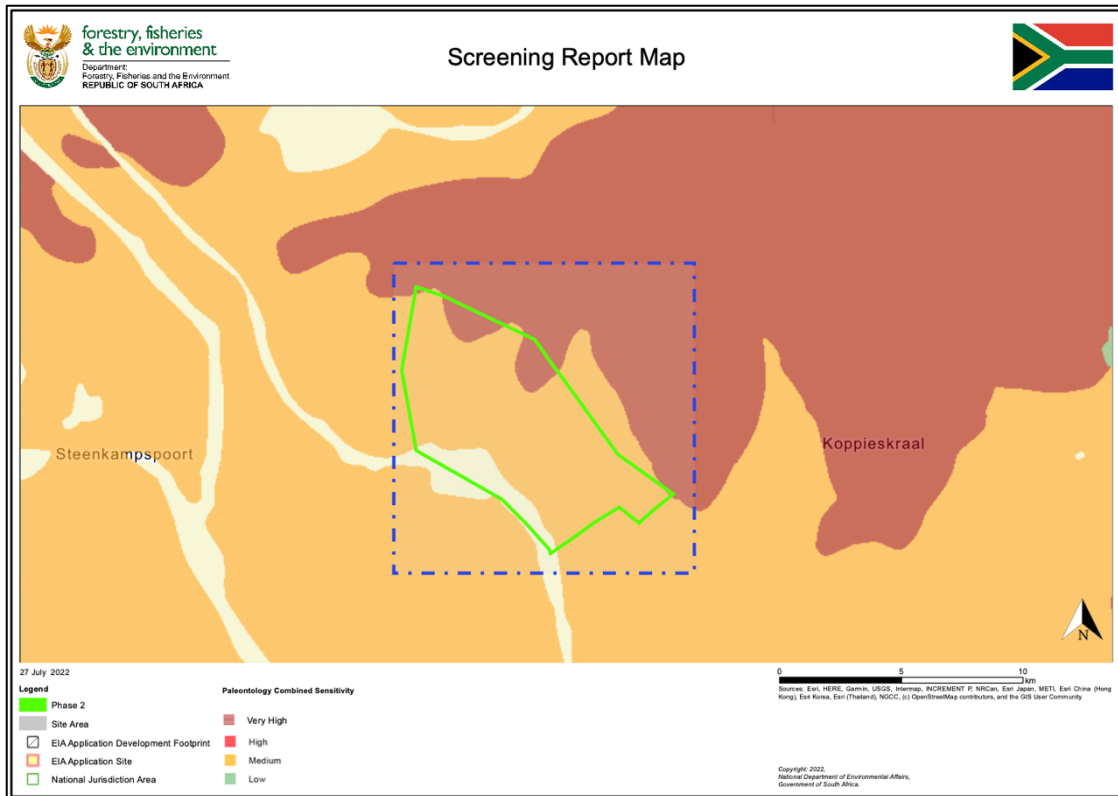 forestry, fisheries
& the environment
Department:
Forestry, Fisheries and the Environment
REPUBLIC OF SOUTH AFRICA
Screening Report Map
Steenkampspoort
Koppieskraal
N
27 July 2022
0 5 10
km
Sources: Esri, HERE, Garmin, USGS, Intermap, INCREMENT P, NRCan, Esri Japan, METI, Esri China (Hong
Kong), Esri Korea, Esri (Thailand), NGCC, (c) OpenStreetMap contributors, and the GIS User Community
Legend
Phase 2
Site Area
EIA Application Development Footprint
EIA Application Site
National Jurisdiction Area
Paleontology Combined Sensitivity
Very High
High
Medium
Low
Copyright: 2022,
National Department of Environmental Affairs,
Government of South Africa.